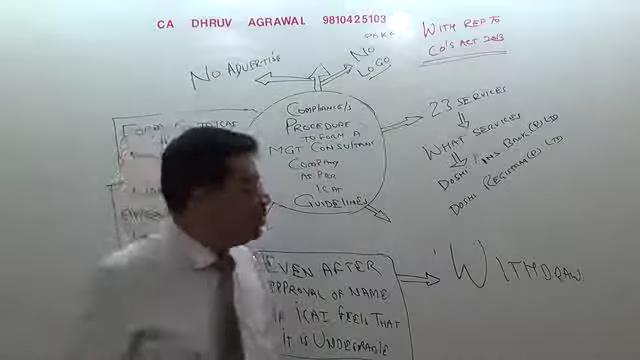 CA DHRUV AGRAWAL 9810425103
WITH REF TO
CO'S ACT 2013
NO ADVERTISE
NO
LOGO
COMPLIANCE/S
PROCEDURE
TO FORM A
MGT CONSULTANT
COMPANY
AS PER
ICAI
GUIDELINES
23 SERVICES
WHAT SERVICES
DOSHI INS BROK(P) LTD
DOSHI REGISTRAR(P) LTD
EVEN AFTER
APPROVAL OF NAME
IF ICAI FEELS THAT
IT IS UNDESIRABLE
WITHDRAW